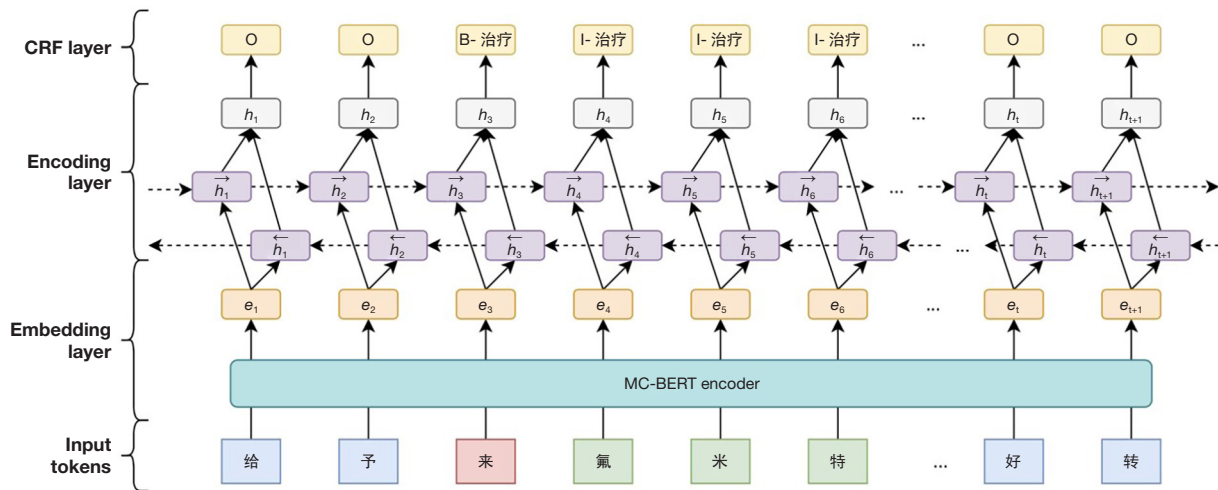 CRF layer
O O B- 治疗 I- 治疗 I- 治疗 I- 治疗 ... O O
h₁ h₂ h₃ h₄ h₅ h₆ ... hₜ hₜ₊₁
Encoding
layer
→h₁ →h₂ →h₃ →h₄ →h₅ →h₆ ... →hₜ →hₜ₊₁
←h₁ ←h₂ ←h₃ ←h₄ ←h₅ ←h₆ ... ←hₜ ←hₜ₊₁
e₁ e₂ e₃ e₄ e₅ e₆ ... eₜ eₜ₊₁
Embedding
layer
MC-BERT encoder
Input
tokens
给 予 来 氟 米 特 ... 好 转